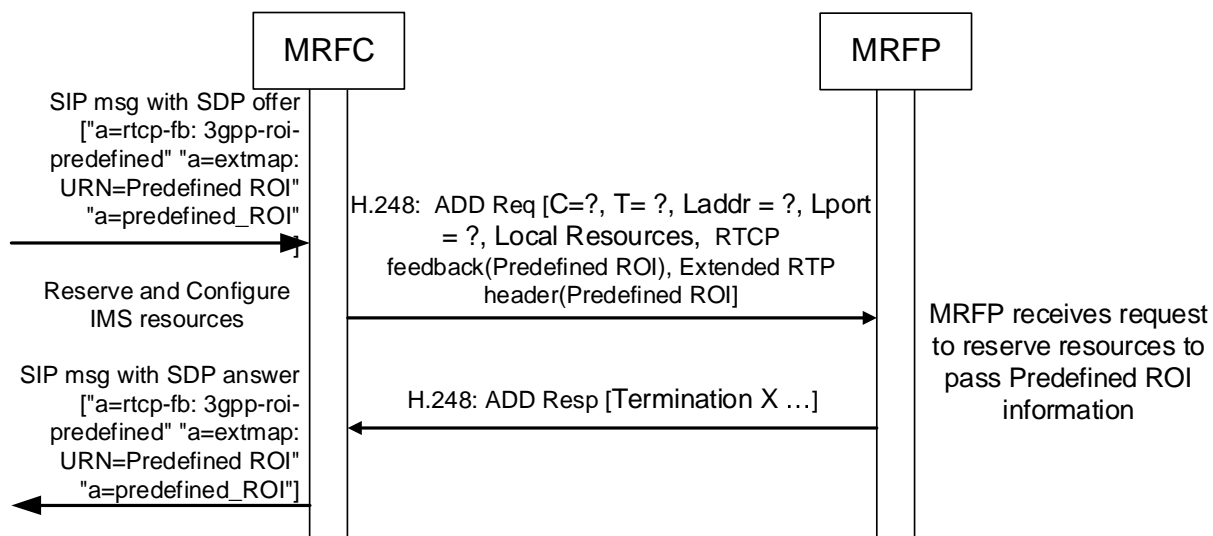 MRFC
MRFP
SIP msg with SDP offer
["a=rtcp-fb: 3gpp-roi-
predefined" "a=extmap:
URN=Predefined ROI"
"a=predefined_ROI"
]
H.248: ADD Req [C=?, T= ?, Laddr = ?, Lport
= ?, Local Resources, RTCP
feedback(Predefined ROI), Extended RTP
header(Predefined ROI]
Reserve and Configure
IMS resources
MRFP receives request
to reserve resources to
pass Predefined ROI
information
SIP msg with SDP answer
["a=rtcp-fb: 3gpp-roi-
predefined" "a=extmap:
URN=Predefined ROI"
"a=predefined_ROI"]
H.248: ADD Resp [Termination X …]